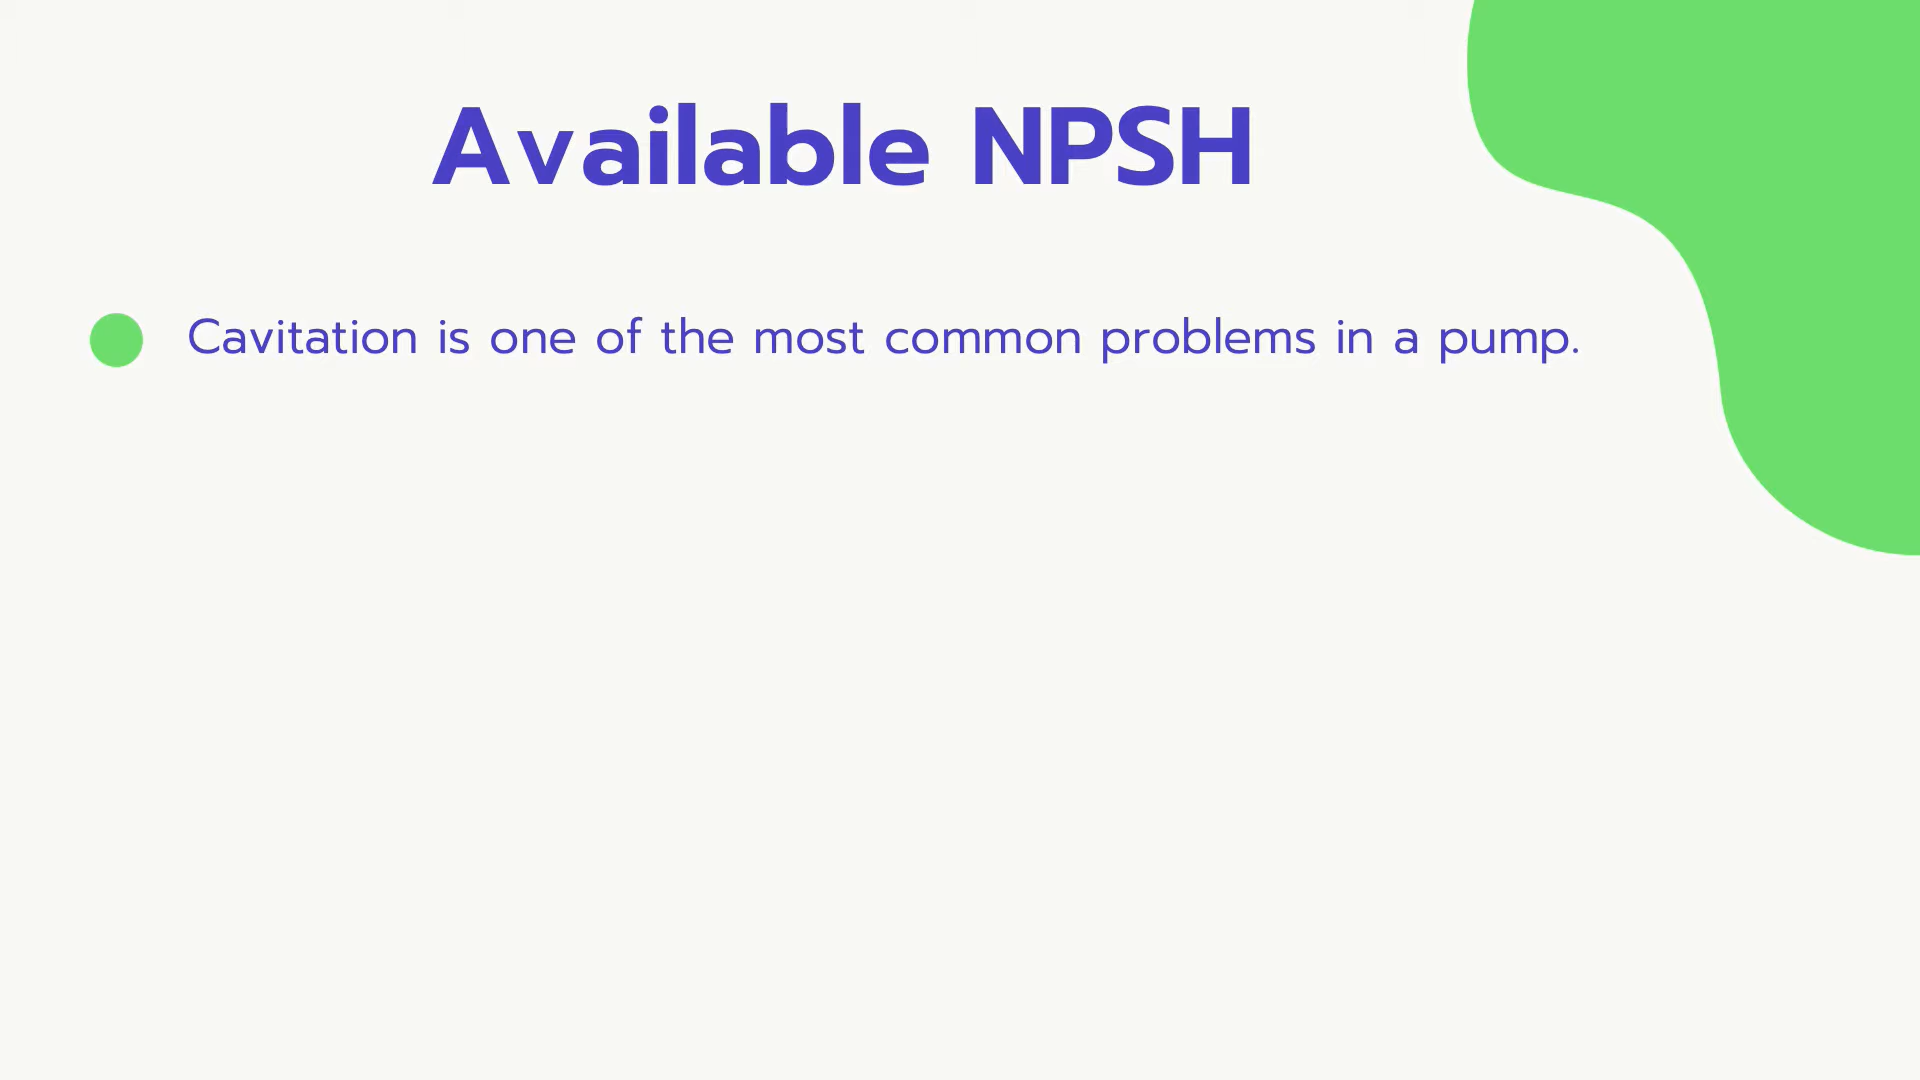 Available NPSH
Cavitation is one of the most common problems in a pump.